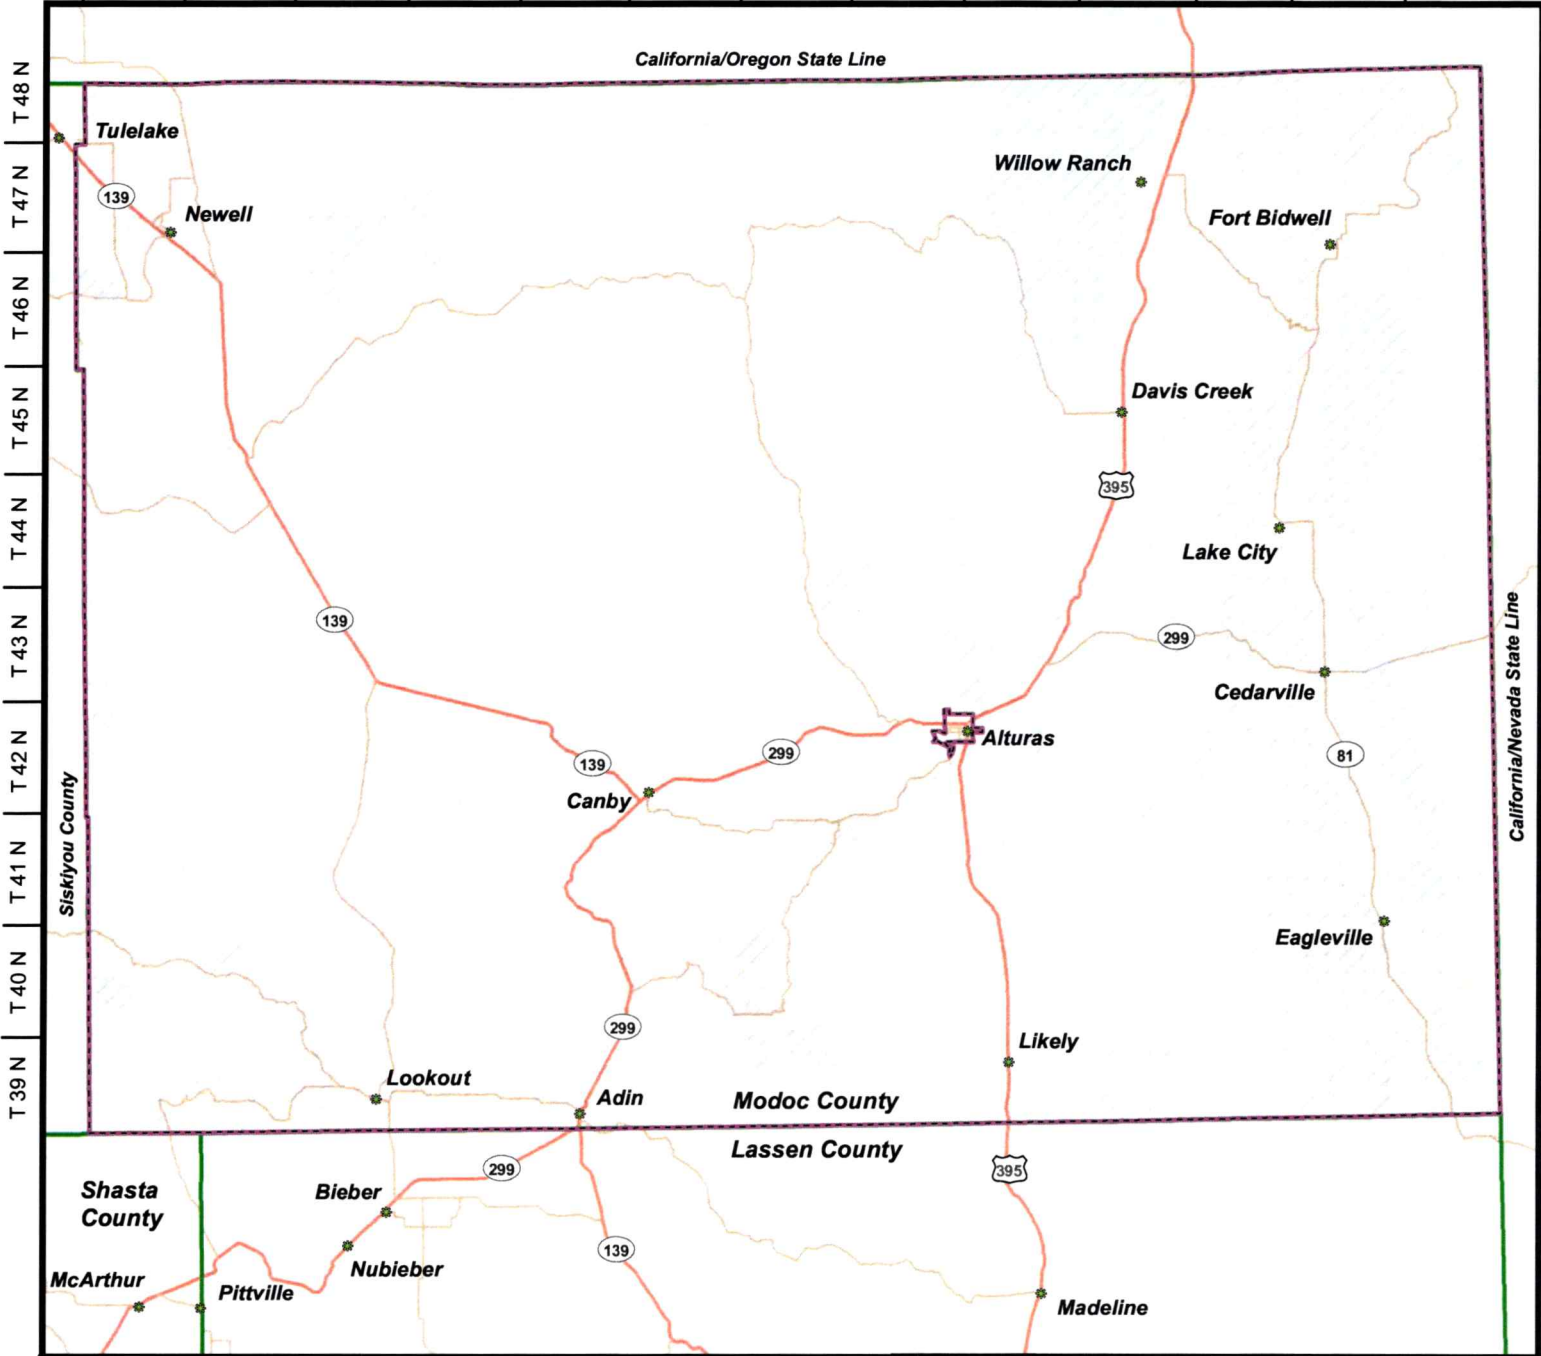 California/Oregon State Line
T 48 N
Tulelake
Willow Ranch
T 47 N
139
Newell
Fort Bidwell
T 46 N
Davis Creek
T 45 N
395
T 44 N
Lake City
139
T 43 N
299
California/Nevada State Line
Cedarville
Alturas
T 42 N
139
299
81
Canby
Siskiyou County
T 41 N
Eagleville
T 40 N
299
Likely
T 39 N
Lookout
Adin
Modoc County
Lassen County
299
395
Shasta
County
Bieber
139
Nubieber
McArthur
Pittville
Madeline